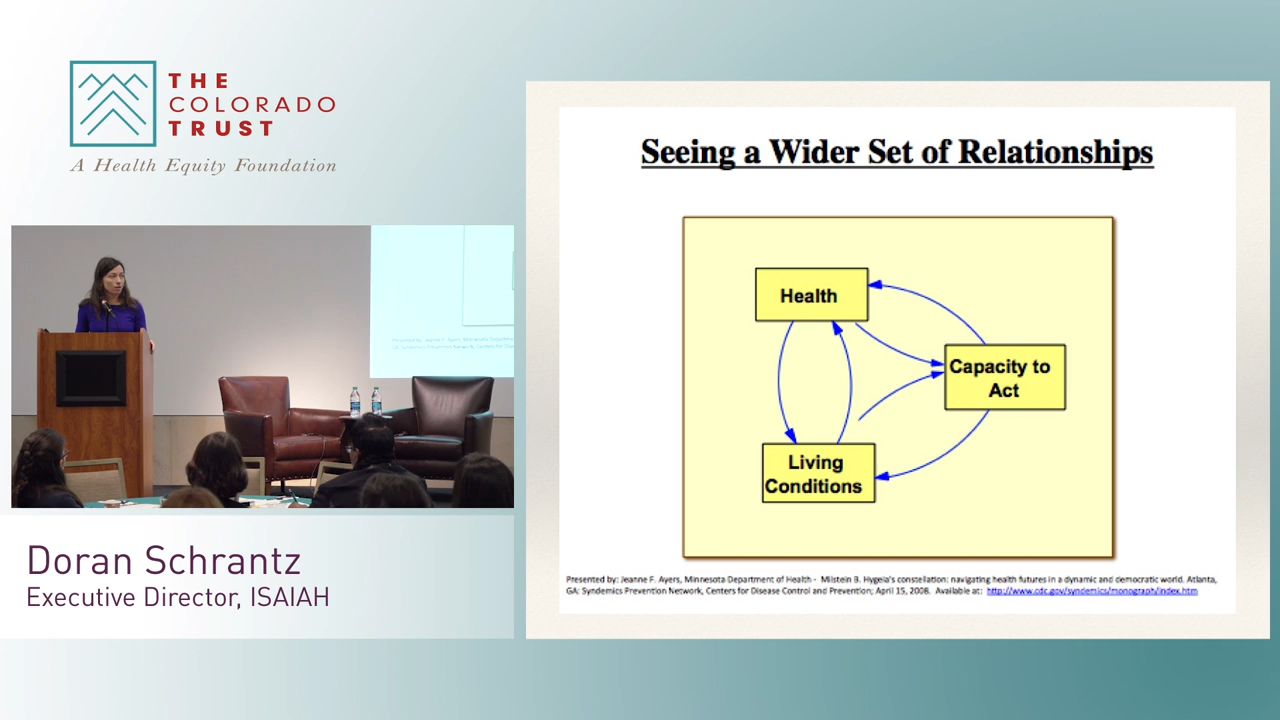 THE
COLORADO
TRUST
A Health Equity Foundation
Doran Schrantz
Executive Director, ISAIAH
Seeing a Wider Set of Relationships
Health
Capacity to
Act
Living
Conditions
Presented by: Jeanne F. Ayers, Minnesota Department of Health - Milstein B. Hygeia's constellation: navigating health futures in a dynamic and democratic world. Atlanta,
GA: Syndemics Prevention Network, Centers for Disease Control and Prevention; April 15, 2008. Available at: http://www.cdc.gov/syndemics/monograph/index.htm